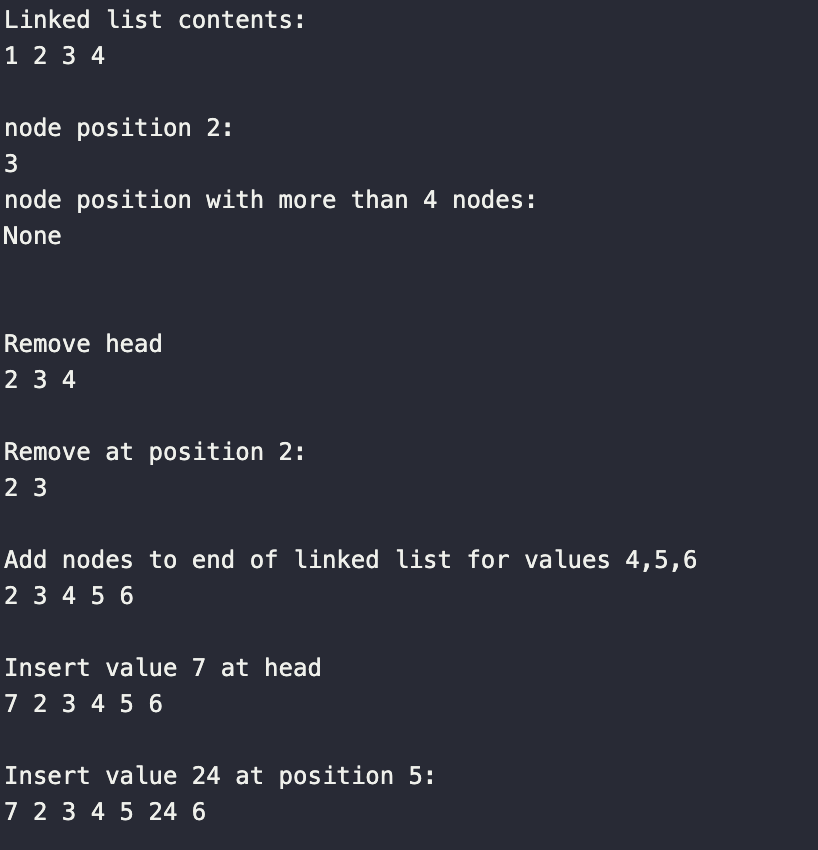 Linked list contents:
1 2 3 4
node position 2:
3
node position with more than 4 nodes:
None
Remove head
2 3 4
Remove at position 2:
2 3
Add nodes to end of linked list for values 4,5,6
2 3 4 5 6
Insert value 7 at head
7 2 3 4 5 6
Insert value 24 at position 5:
7 2 3 4 5 24 6